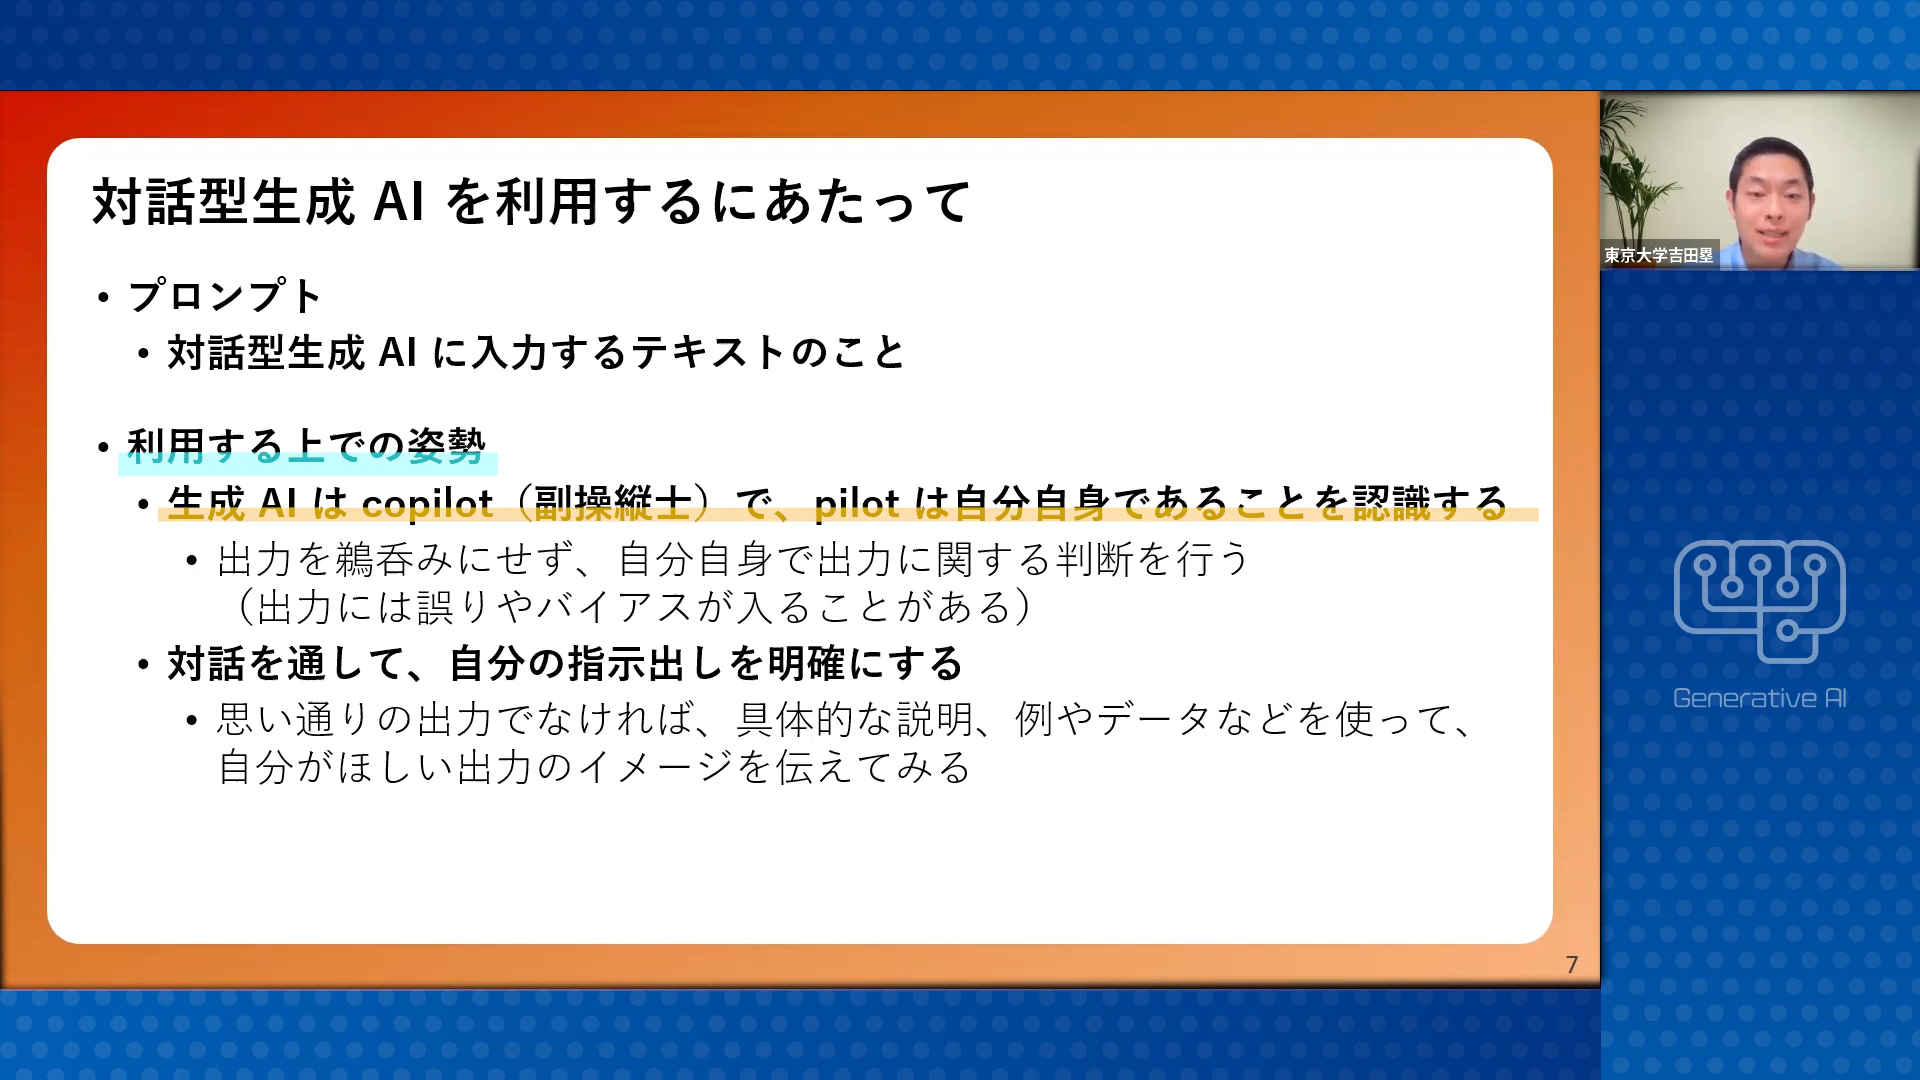 対話型生成 AI を利用するにあたって
• プロンプト
• 対話型生成 AI に入力するテキストのこと
• 利用する上での姿勢
• 生成 AI は copilot（副操縦士）で、pilot は自分自身であることを認識する
• 出力を鵜呑みにせず、自分自身で出力に関する判断を行う
（出力には誤りやバイアスが入ることがある）
• 対話を通して、自分の指示出しを明確にする
• 思い通りの出力でなければ、具体的な説明、例やデータなどを使って、
自分がほしい出力のイメージを伝えてみる
7
東京大学吉田塁
Generative AI